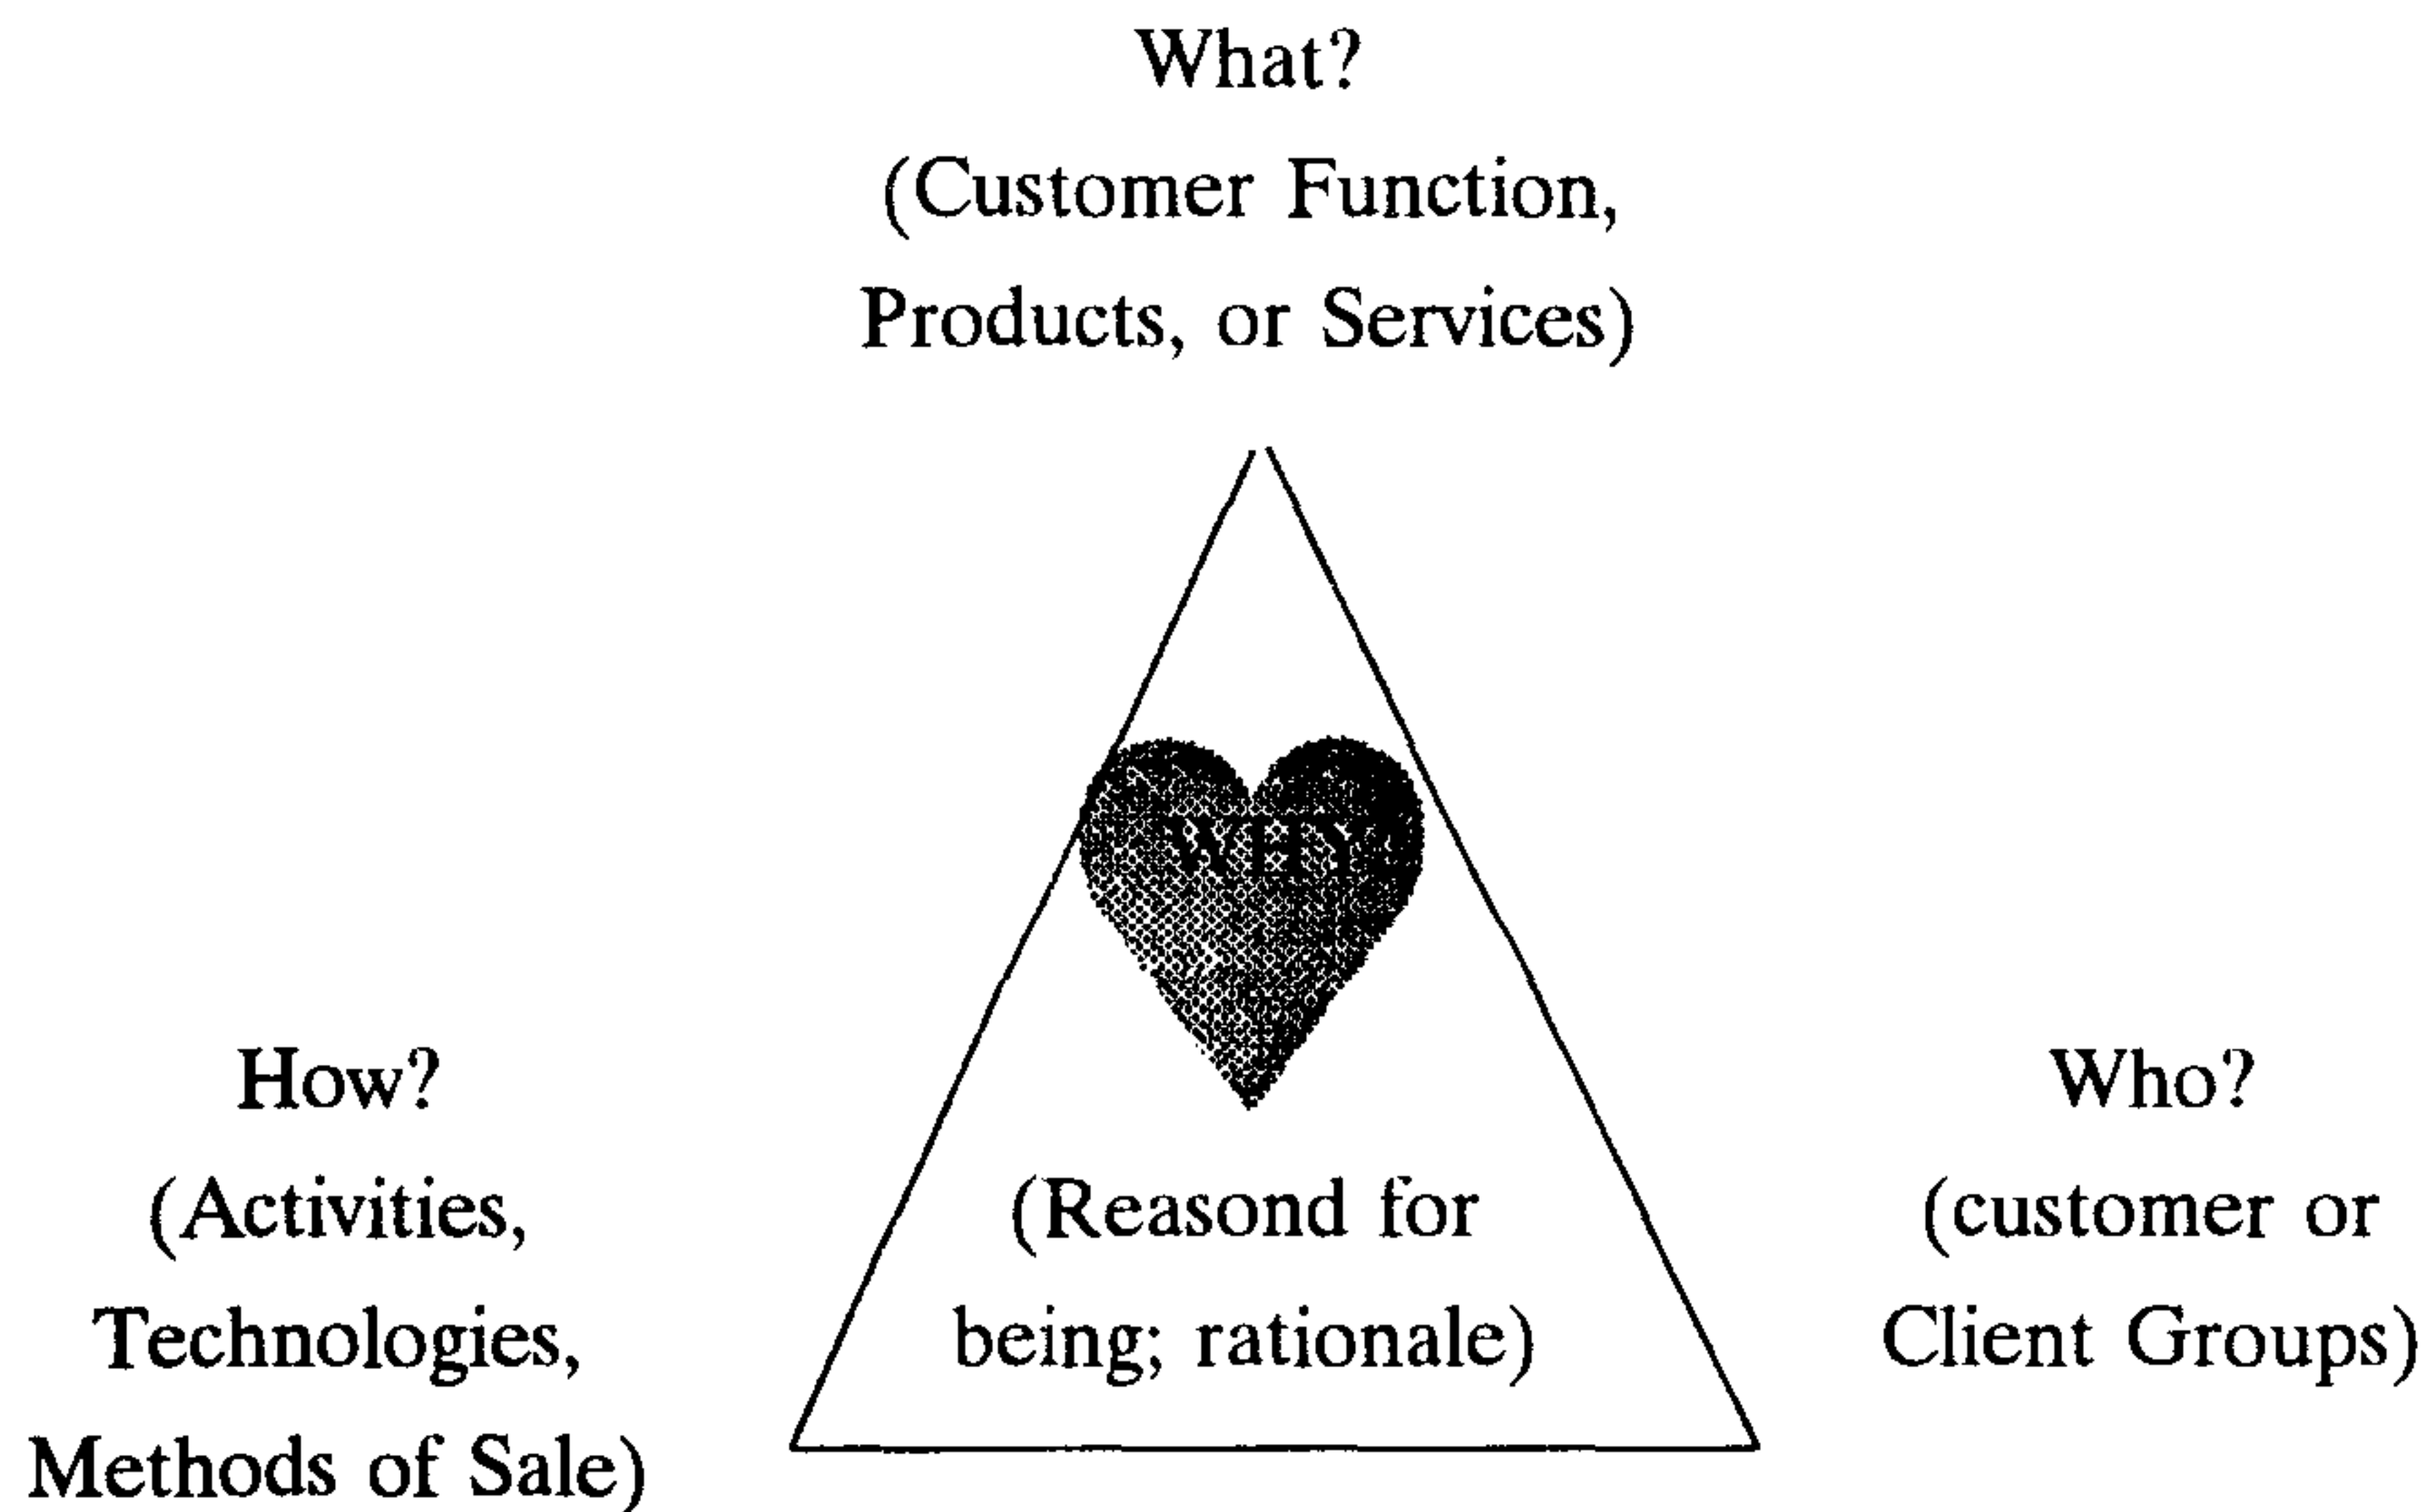 What?
(Customer Function,
Products, or Services)
WHY
How?
(Activities,
Technologies,
Methods of Sale)
(Reasond for
being; rationale)
Who?
(customer or
Client Groups)